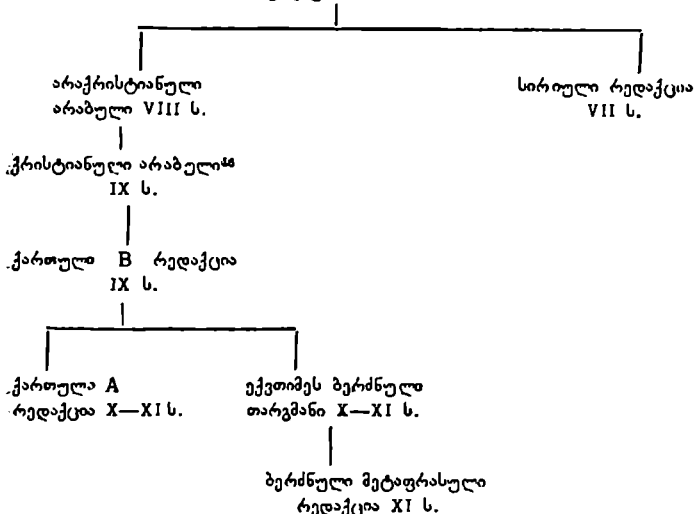 არაქრისტიანული
არაბული VIII ს.
სირიული რედაქცია
VII ს.
ქრისტიანული არაბული
IX ს.
ქართული B რედაქცია
IX ს.
ქართულა A
რედაქცია X—XI ს.
ექვთიმეს ბერძნული
თარგმანი X—XI ს.
ბერძნული მეტაფრასული
რედაქცია XI ს.